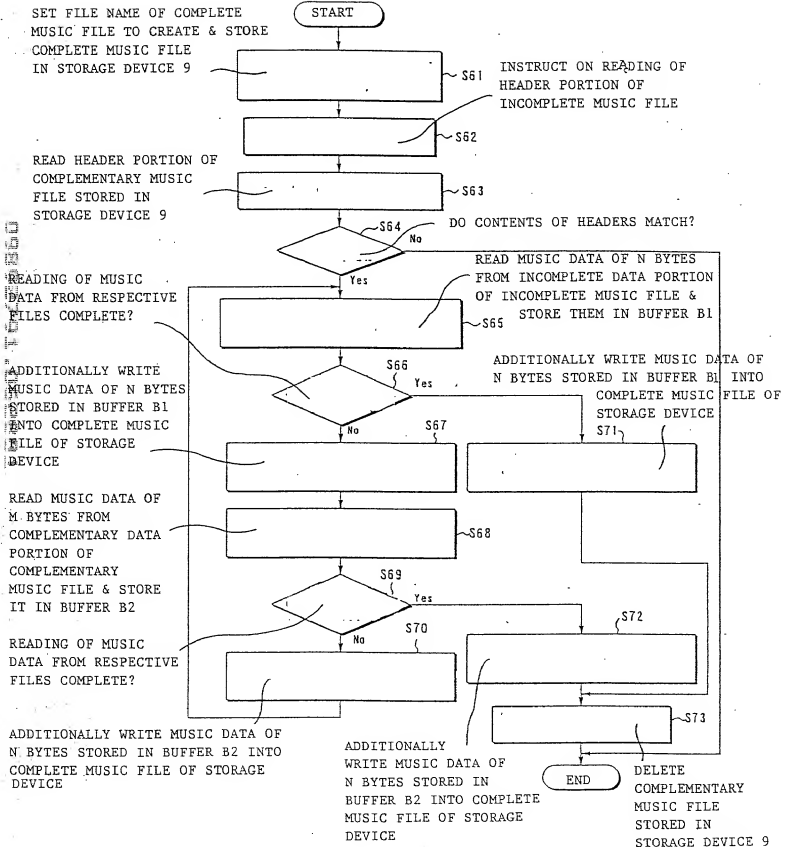 SET FILE NAME OF COMPLETE
MUSIC FILE TO CREATE & STORE
COMPLETE MUSIC FILE
IN STORAGE DEVICE 9
START
S61
INSTRUCT ON READING OF
HEADER PORTION OF
INCOMPLETE MUSIC FILE
S62
READ HEADER PORTION OF
COMPLEMENTARY MUSIC
FILE STORED IN
STORAGE DEVICE 9
S63
S64
DO CONTENTS OF HEADERS MATCH?
No
Yes
READING OF MUSIC
DATA FROM RESPECTIVE
FILES COMPLETE?
READ MUSIC DATA OF N BYTES
FROM INCOMPLETE DATA PORTION
OF INCOMPLETE MUSIC FILE &
STORE THEM IN BUFFER B1
S65
S66
Yes
No
ADDITIONALLY WRITE
MUSIC DATA OF N BYTES
STORED IN BUFFER B1
INTO COMPLETE MUSIC
FILE OF STORAGE
DEVICE
ADDITIONALLY WRITE MUSIC DATA OF
N BYTES STORED IN BUFFER B1 INTO
COMPLETE MUSIC FILE OF
STORAGE DEVICE
S67
S71
READ MUSIC DATA OF
M BYTES FROM
COMPLEMENTARY DATA
PORTION OF
COMPLEMENTARY
MUSIC FILE & STORE
IT IN BUFFER B2
S68
S69
Yes
No
READING OF MUSIC
DATA FROM RESPECTIVE
FILES COMPLETE?
S70
S72
S73
ADDITIONALLY WRITE MUSIC DATA OF
N BYTES STORED IN BUFFER B2 INTO
COMPLETE MUSIC FILE OF STORAGE
DEVICE
ADDITIONALLY
WRITE MUSIC DATA OF
N BYTES STORED IN
BUFFER B2 INTO COMPLETE
MUSIC FILE OF STORAGE
DEVICE
END
DELETE
COMPLEMENTARY
MUSIC FILE
STORED IN
STORAGE DEVICE 9